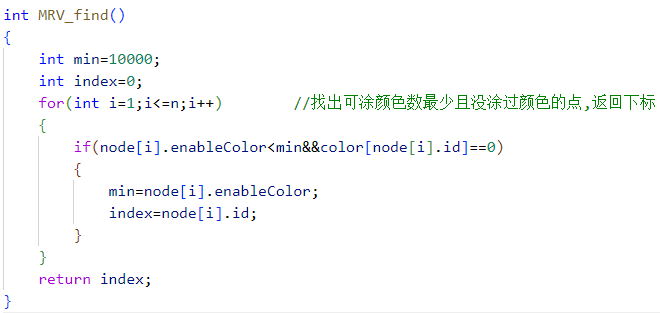 int MRV_find()
{
    int min=10000;
    int index=0;
    for(int i=1;i<=n;i++)        //找出可涂颜色数最少且没涂过颜色的点,返回下标
    {
        if(node[i].enableColor<min&&color[node[i].id]==0)
        {
            min=node[i].enableColor;
            index=node[i].id;
        }
    }
    return index;
}